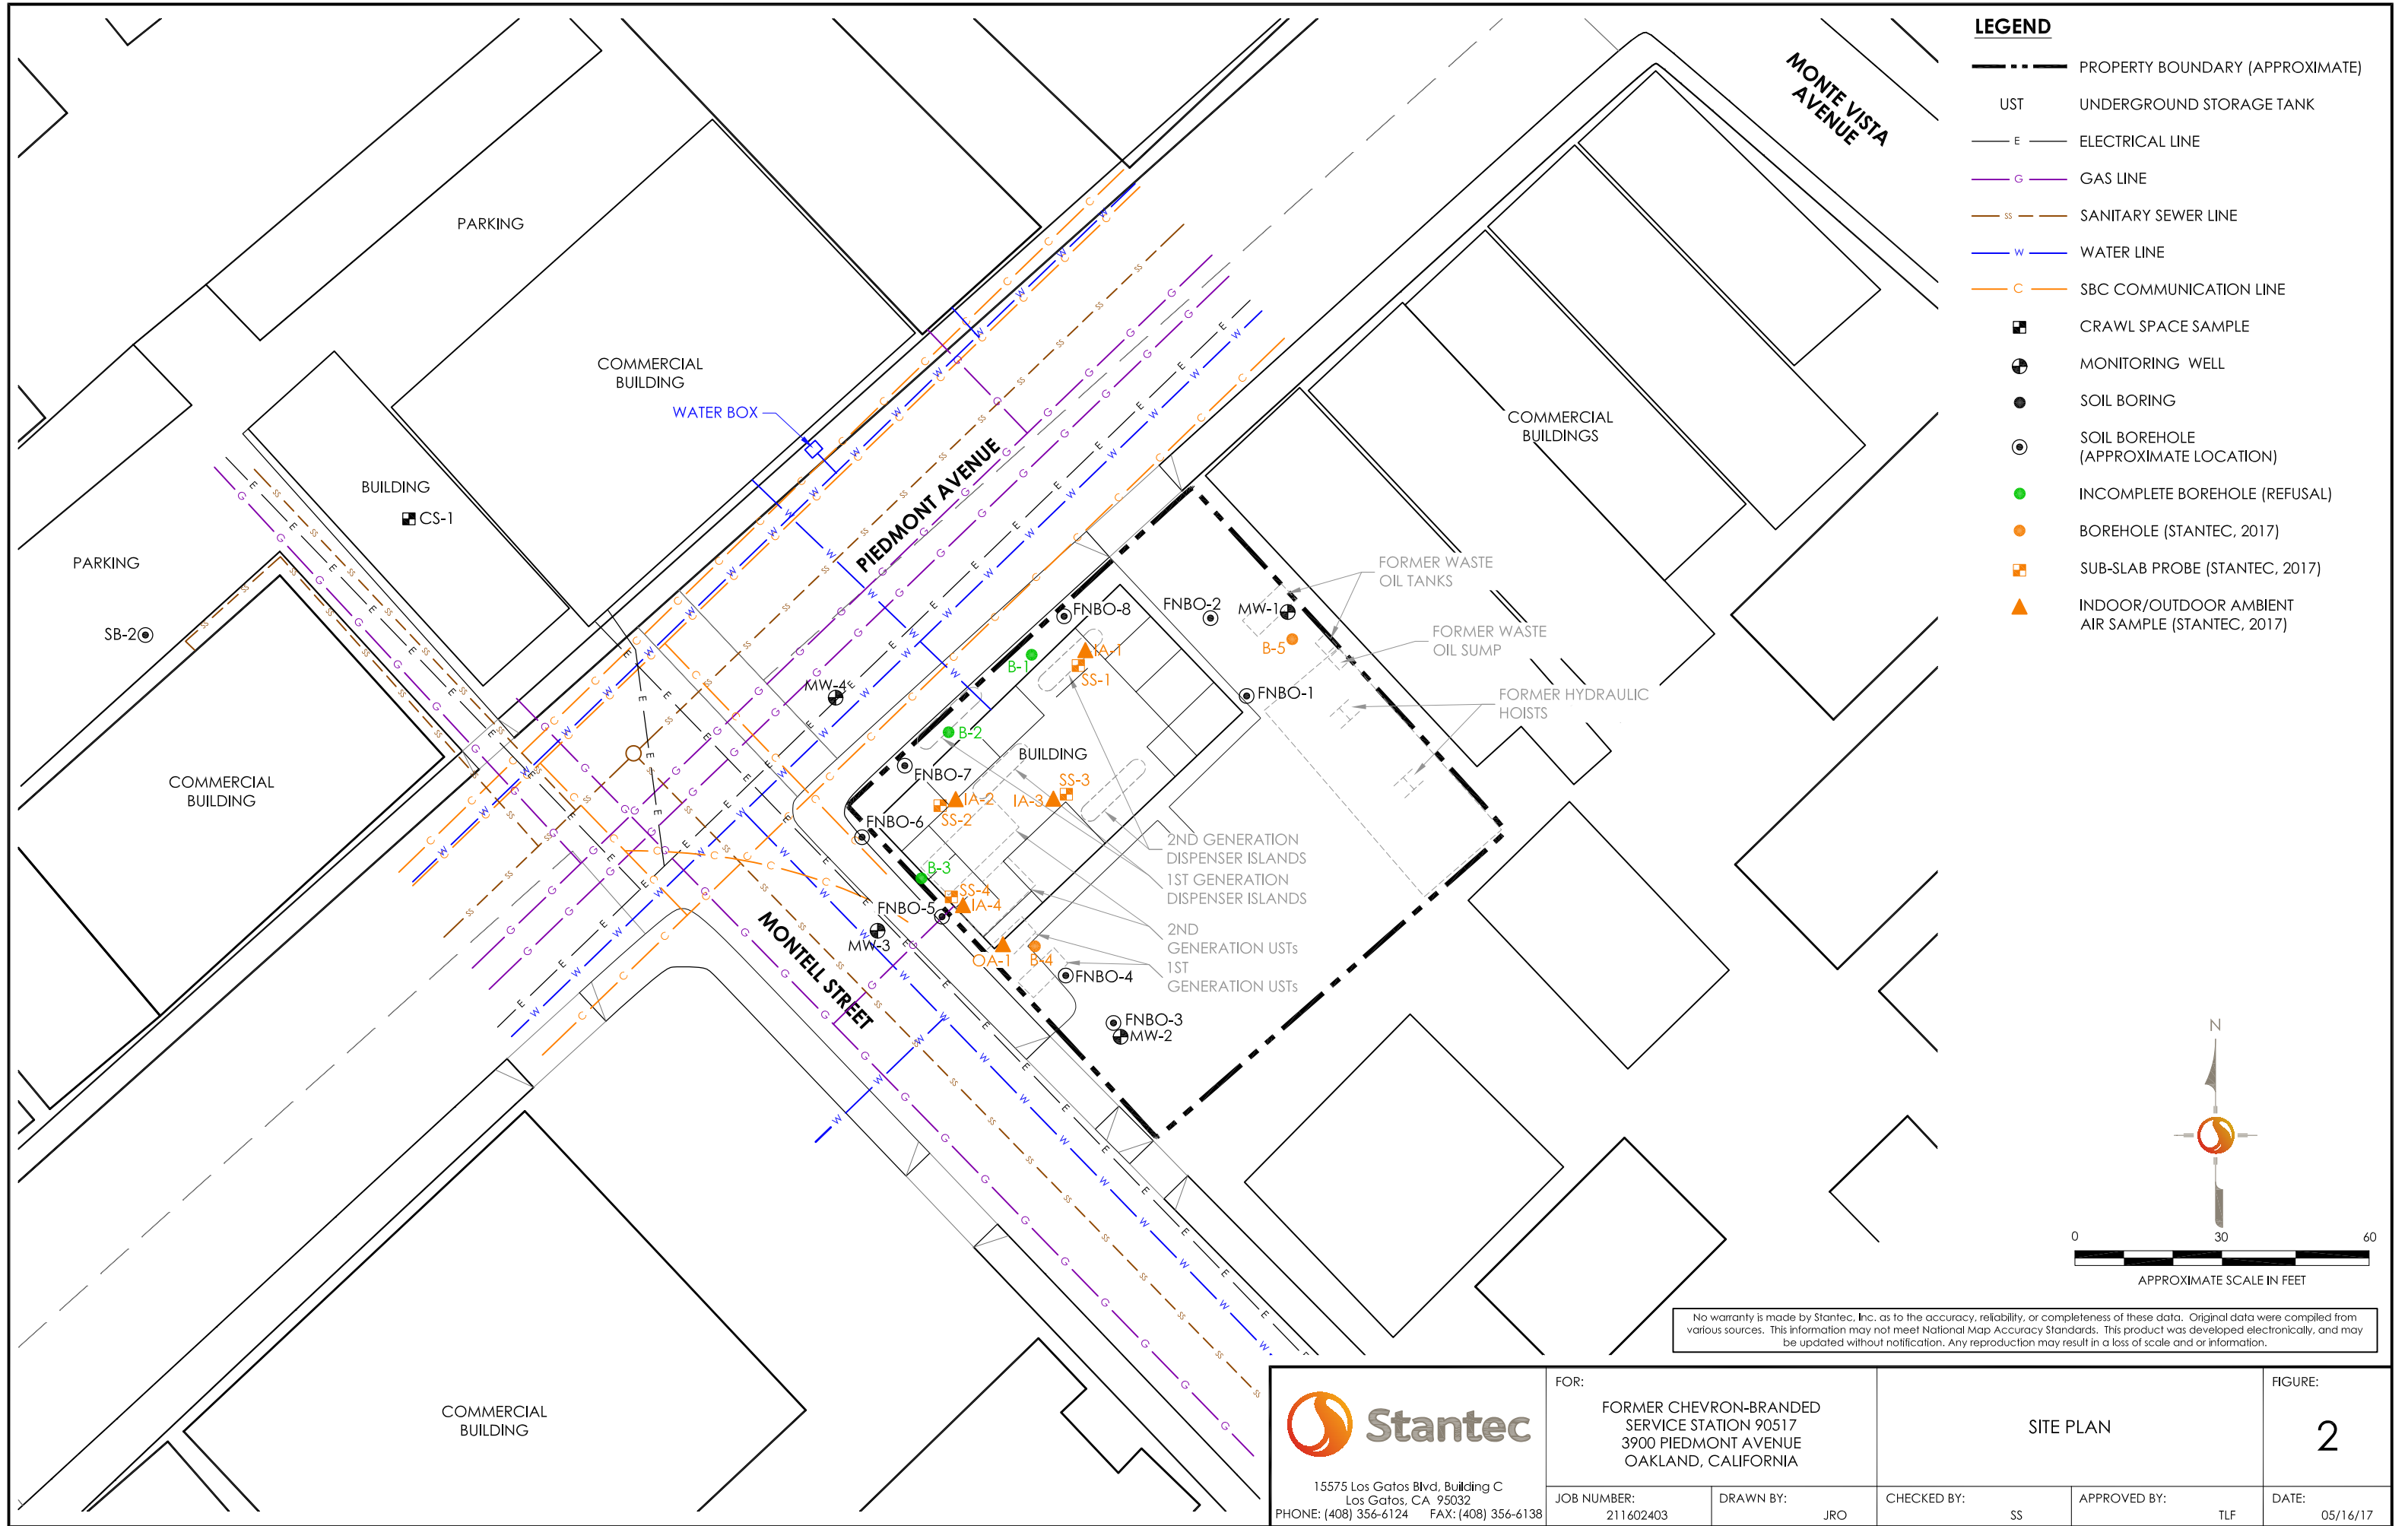 LEGEND
PROPERTY BOUNDARY (APPROXIMATE)
UST UNDERGROUND STORAGE TANK
E ELECTRICAL LINE
G GAS LINE
SS SANITARY SEWER LINE
W WATER LINE
C SBC COMMUNICATION LINE
CRAWL SPACE SAMPLE
MONITORING WELL
SOIL BORING
SOIL BOREHOLE
(APPROXIMATE LOCATION)
INCOMPLETE BOREHOLE (REFUSAL)
BOREHOLE (STANTEC, 2017)
SUB-SLAB PROBE (STANTEC, 2017)
INDOOR/OUTDOOR AMBIENT
AIR SAMPLE (STANTEC, 2017)
MONTE VISTA
AVENUE
PARKING
COMMERCIAL
BUILDING
WATER BOX
PIEDMONT AVENUE
COMMERCIAL
BUILDINGS
BUILDING
CS-1
PARKING
SB-2
COMMERCIAL
BUILDING
FORMER WASTE
OIL TANKS
FORMER WASTE
OIL SUMP
FORMER HYDRAULIC
HOISTS
FNBO-8
FNBO-2
MW-1
B-5
B-1
IA-1
SS-1
FNBO-1
MW-4
B-2
BUILDING
FNBO-7
SS-3
IA-2
IA-3
SS-2
FNBO-6
2ND GENERATION
DISPENSER ISLANDS
1ST GENERATION
DISPENSER ISLANDS
B-3
SS-4
IA-4
FNBO-5
MW-3
2ND
GENERATION USTs
1ST
GENERATION USTs
OA-1
B-4
FNBO-4
MONTELL STREET
FNBO-3
MW-2
COMMERCIAL
BUILDING
N
0 30 60
APPROXIMATE SCALE IN FEET
No warranty is made by Stantec, Inc. as to the accuracy, reliability, or completeness of these data. Original data were compiled from
various sources. This information may not meet National Map Accuracy Standards. This product was developed electronically, and may
be updated without notification. Any reproduction may result in a loss of scale and or information.
Stantec
15575 Los Gatos Blvd, Building C
Los Gatos, CA 95032
PHONE: (408) 356-6124 FAX: (408) 356-6138
FOR:
FORMER CHEVRON-BRANDED
SERVICE STATION 90517
3900 PIEDMONT AVENUE
OAKLAND, CALIFORNIA
SITE PLAN
FIGURE:
2
JOB NUMBER:
211602403
DRAWN BY:
JRO
CHECKED BY:
SS
APPROVED BY:
TLF
DATE:
05/16/17